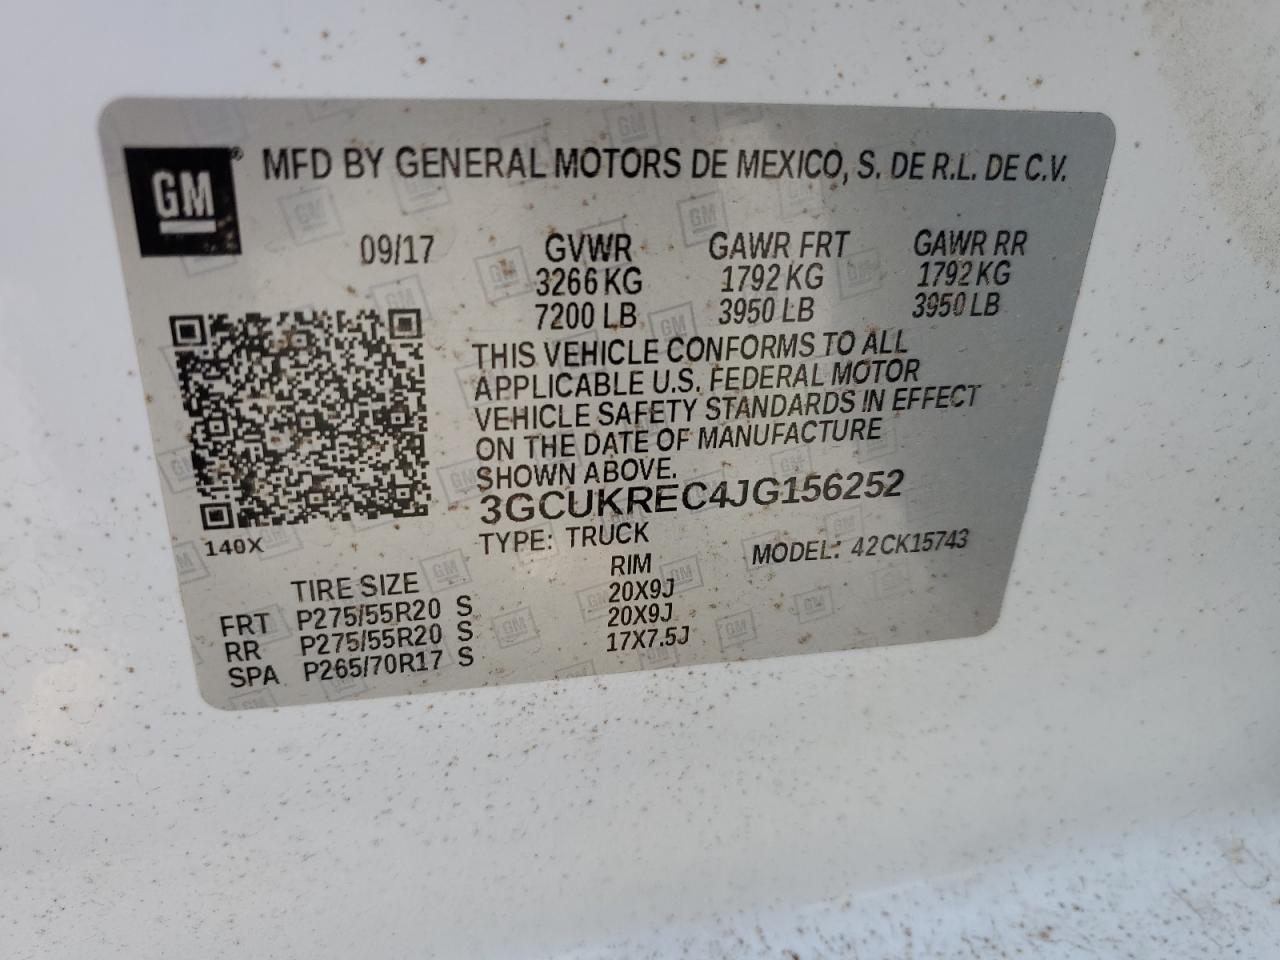 GM® MFD BY GENERAL MOTORS DE MEXICO, S. DE R.L. DE C.V.
09/17 GVWR GAWR FRT GAWR RR
3266 KG 1792 KG 1792 KG
7200 LB 3950 LB 3950 LB
THIS VEHICLE CONFORMS TO ALL
APPLICABLE U.S. FEDERAL MOTOR
VEHICLE SAFETY STANDARDS IN EFFECT
ON THE DATE OF MANUFACTURE
SHOWN ABOVE.
3GCUKREC4JG156252
140X
TYPE: TRUCK MODEL: 42CK15743
TIRE SIZE RIM
FRT P275/55R20 S 20X9J
RR P275/55R20 S 20X9J
SPA P265/70R17 S 17X7.5J